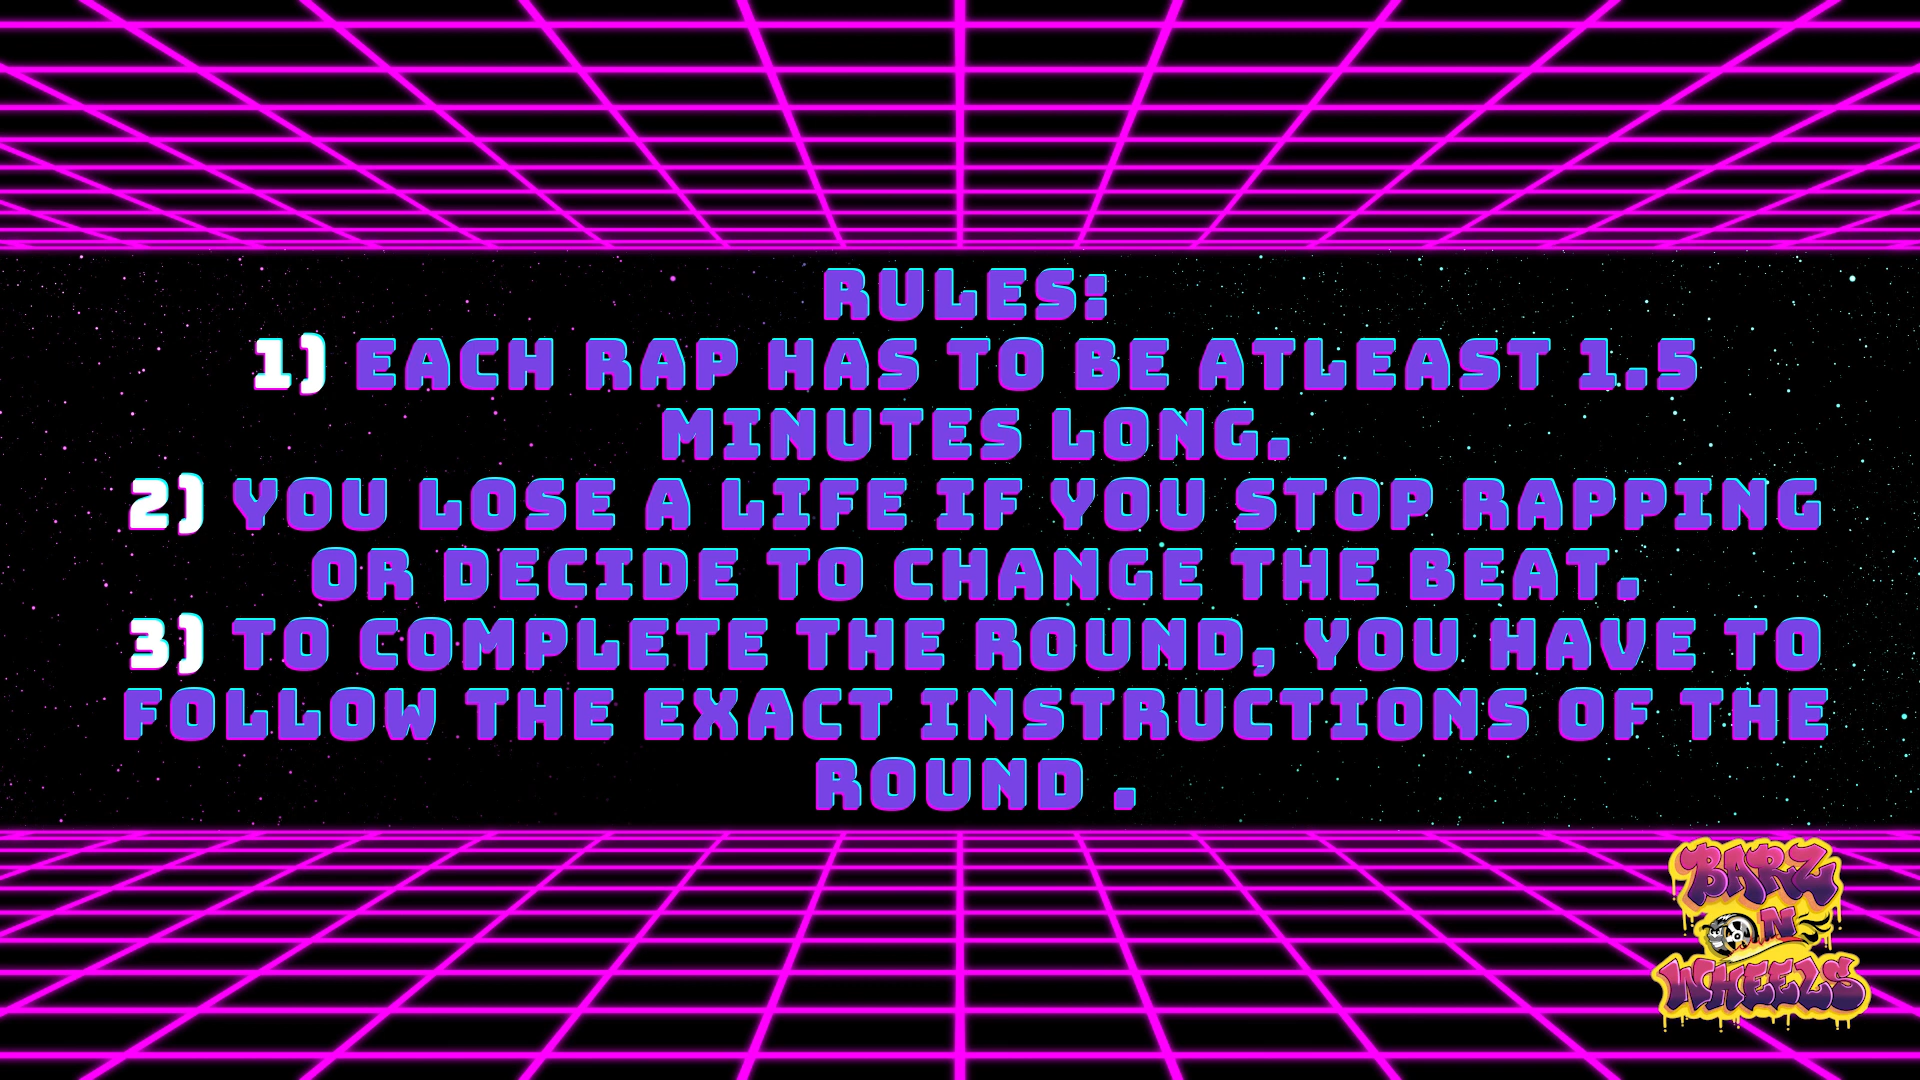 RULES:
1) EACH RAP HAS TO BE ATLEAST 1.5
MINUTES LONG.
2) YOU LOSE A LIFE IF YOU STOP RAPPING
OR DECIDE TO CHANGE THE BEAT.
3) TO COMPLETE THE ROUND, YOU HAVE TO
FOLLOW THE EXACT INSTRUCTIONS OF THE
ROUND .
BARZ
ON
WHEELS